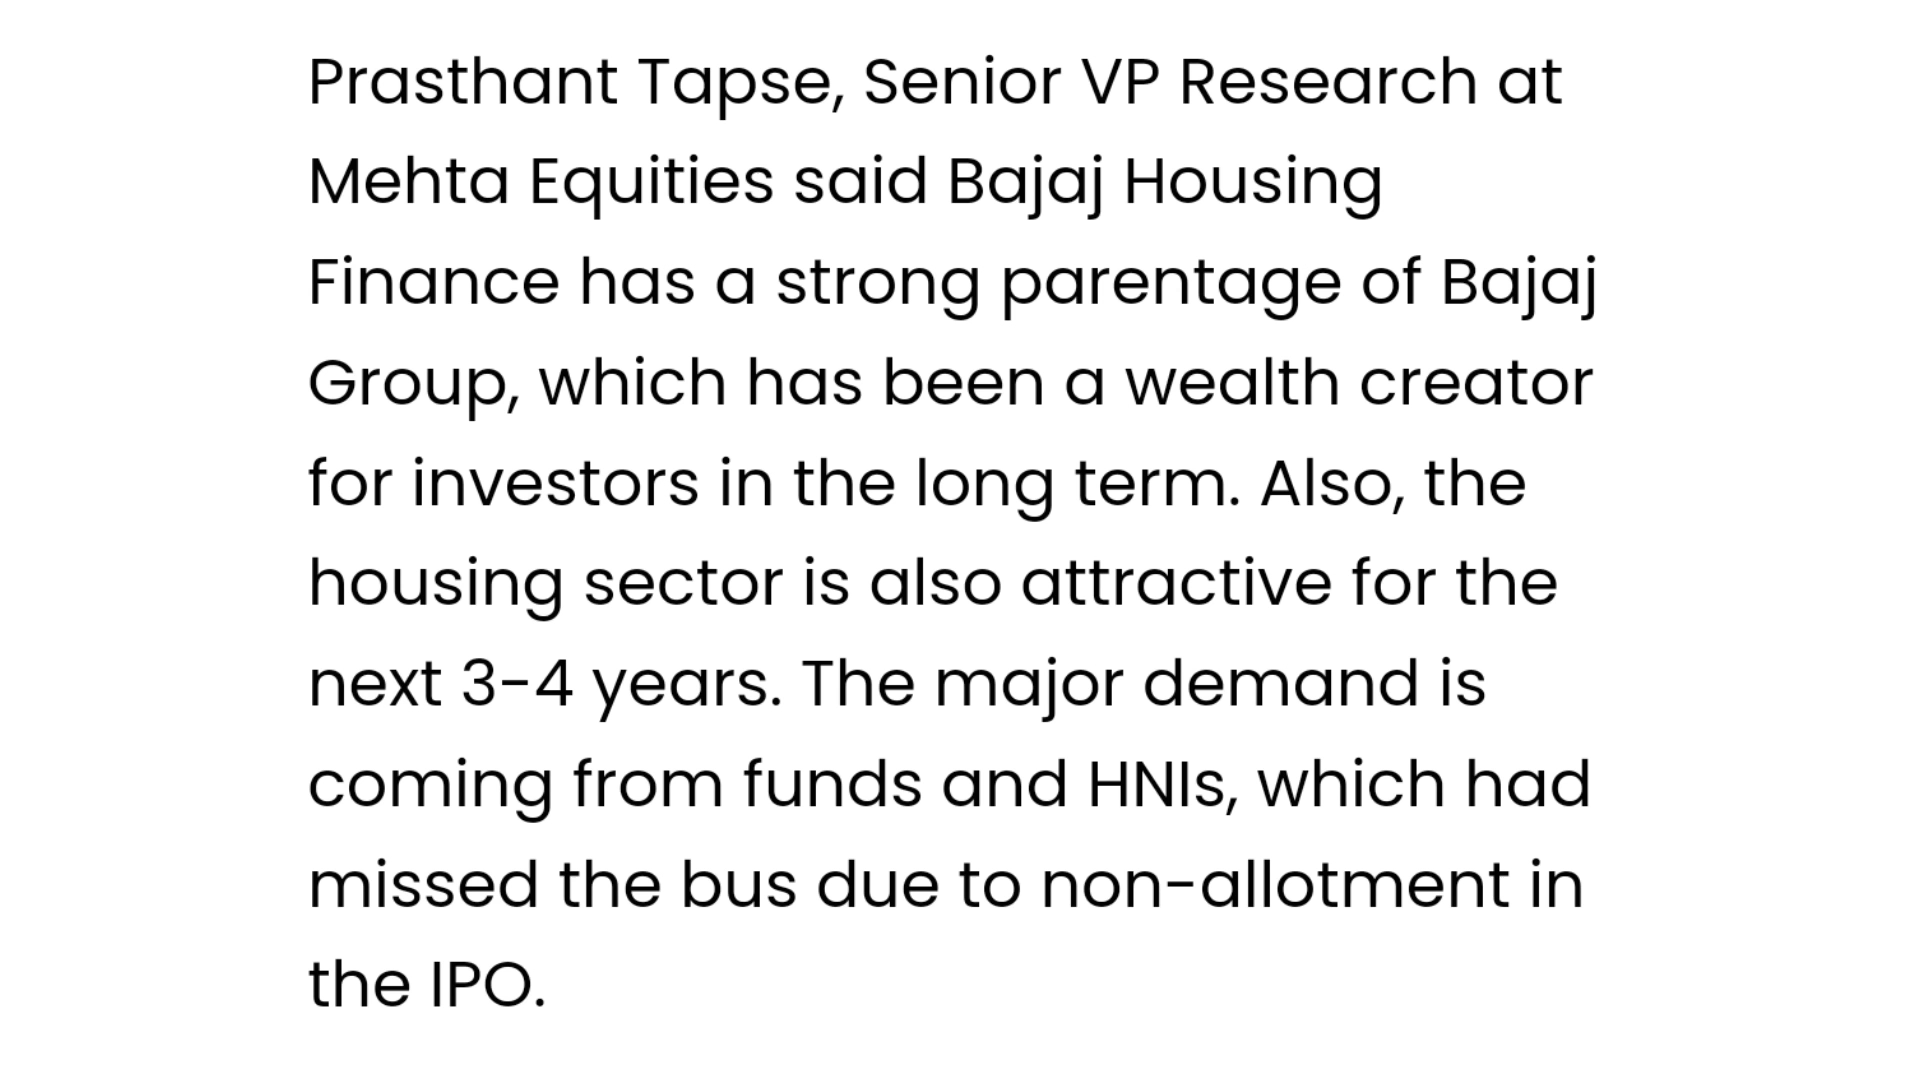 Prasthant Tapse, Senior VP Research at
Mehta Equities said Bajaj Housing
Finance has a strong parentage of Bajaj
Group, which has been a wealth creator
for investors in the long term. Also, the
housing sector is also attractive for the
next 3-4 years. The major demand is
coming from funds and HNIs, which had
missed the bus due to non-allotment in
the IPO.